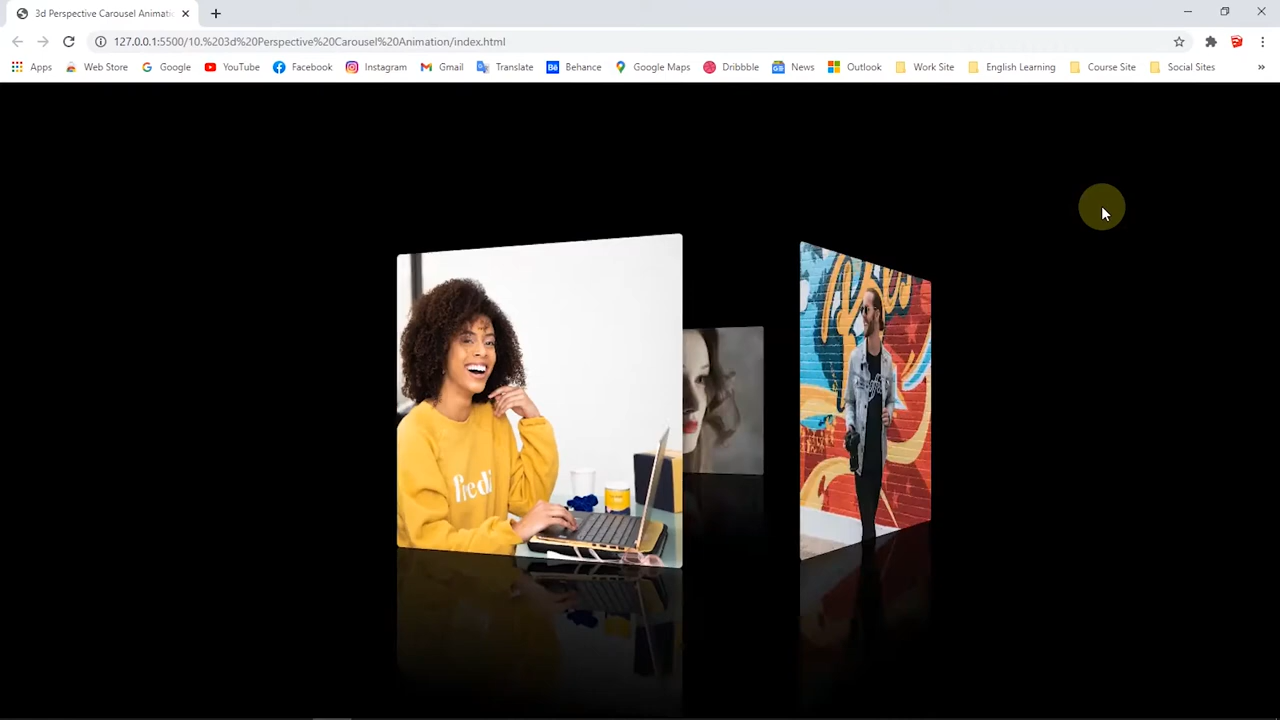 3d Perspective Carousel Animatic
127.0.0.1:5500/10.%203d%20Perspective%20Carousel%20Animation/index.html
Apps Web Store Google YouTube Facebook Instagram Gmail Translate Behance Google Maps Dribbble News Outlook Work Site English Learning Course Site Social Sites »